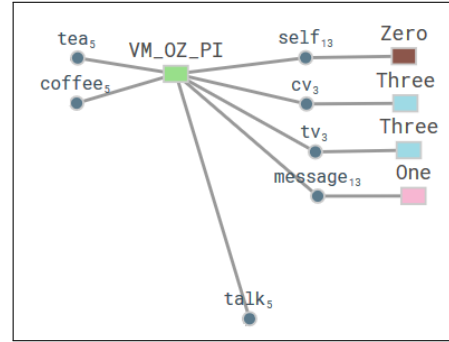 tea₅
VM_OZ_PI
self₁₃
Zero
coffee₅
cv₃
Three
tv₃
Three
message₁₃
One
talk₅